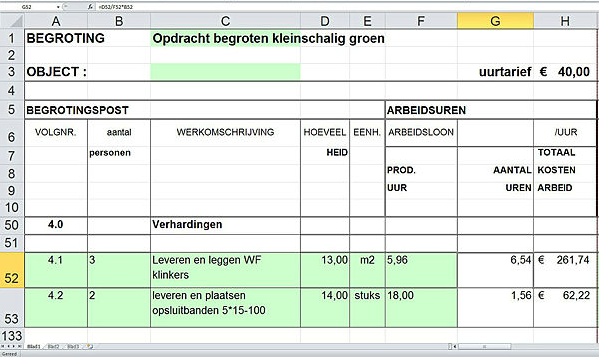 G52 fx =D52/F52*B52
A B C D E F G H
1 BEGROTING Opdracht begroten kleinschalig groen
2
3 OBJECT : uurtarief € 40,00
4
5 BEGROTINGSPOST ARBEIDSUREN
6 VOLGNR. aantal WERKOMSCHRIJVING HOEVEEL EENH. ARBEIDSLOON /UUR
7 personen HEID TOTAAL
8 PROD. AANTAL KOSTEN
9 UUR UREN ARBEID
10
50 4.0 Verhardingen
51
4.1 3 Leveren en leggen WF 13,00 m2 5,96 6,54 € 261,74
52 klinkers
4.2 2 leveren en plaatsen 14,00 stuks 18,00 1,56 € 62,22
53 opsluitbanden 5*15-100
133
Blad1 Blad2 Blad3
Gereed